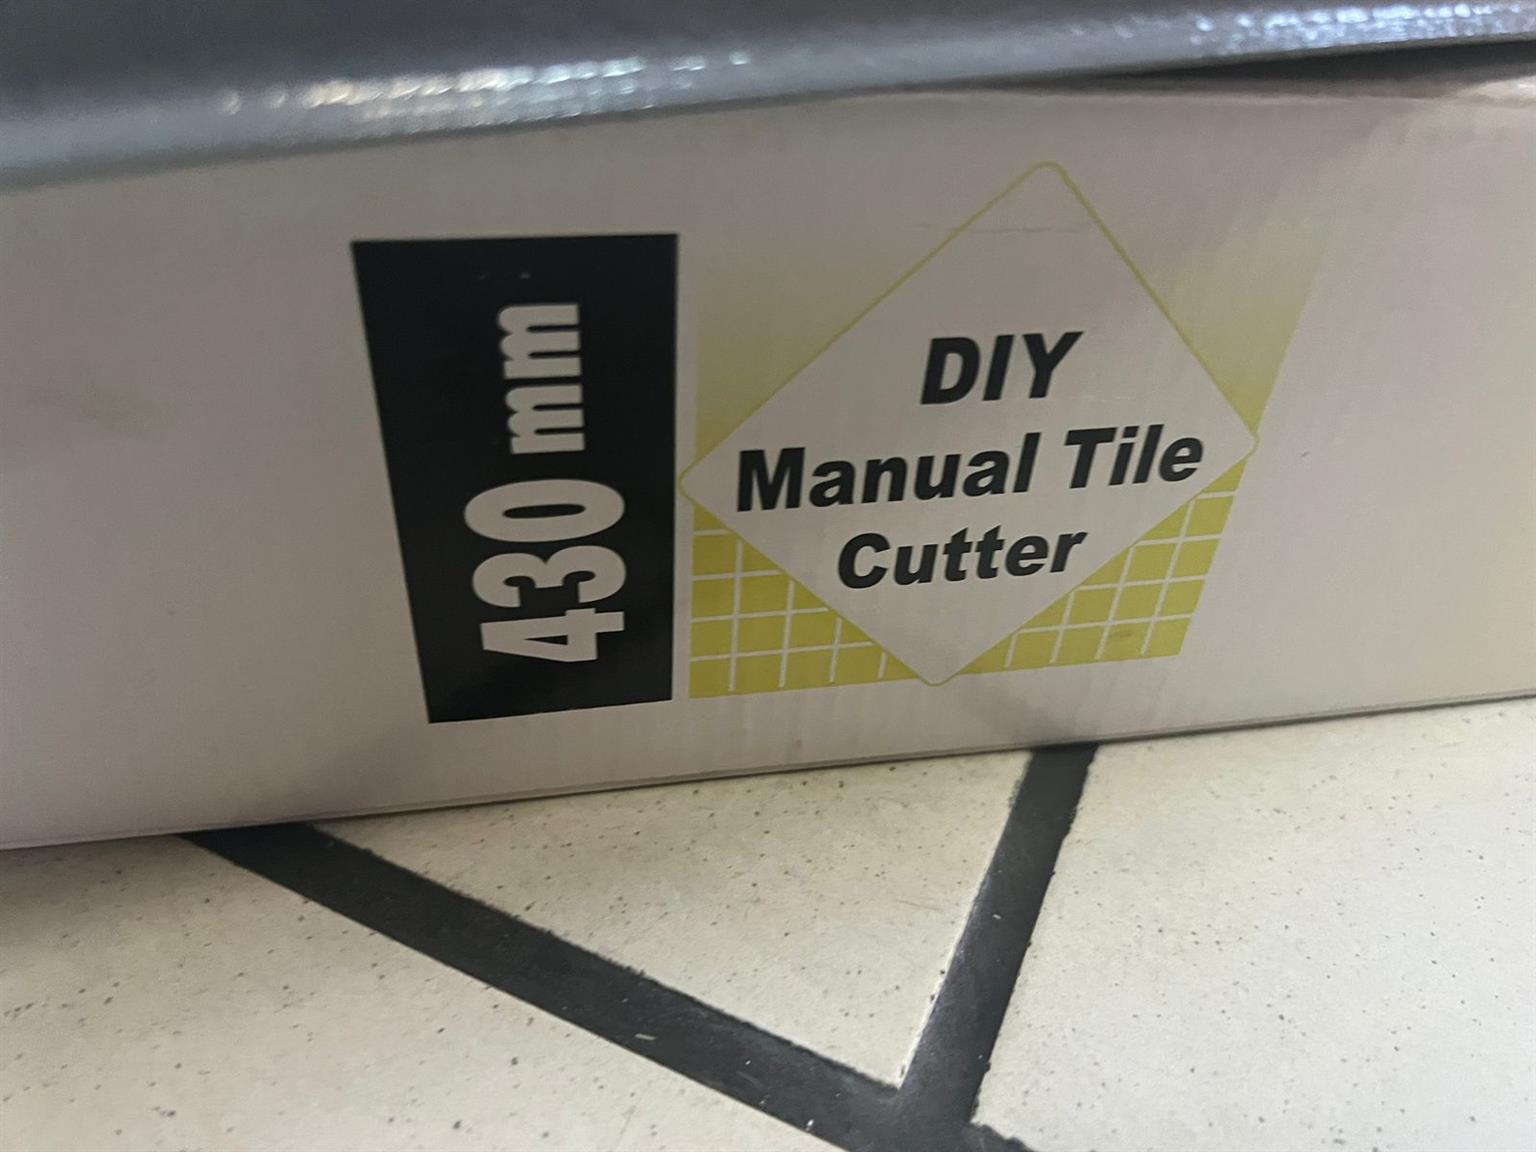 430 mm
DIY
Manual Tile
Cutter